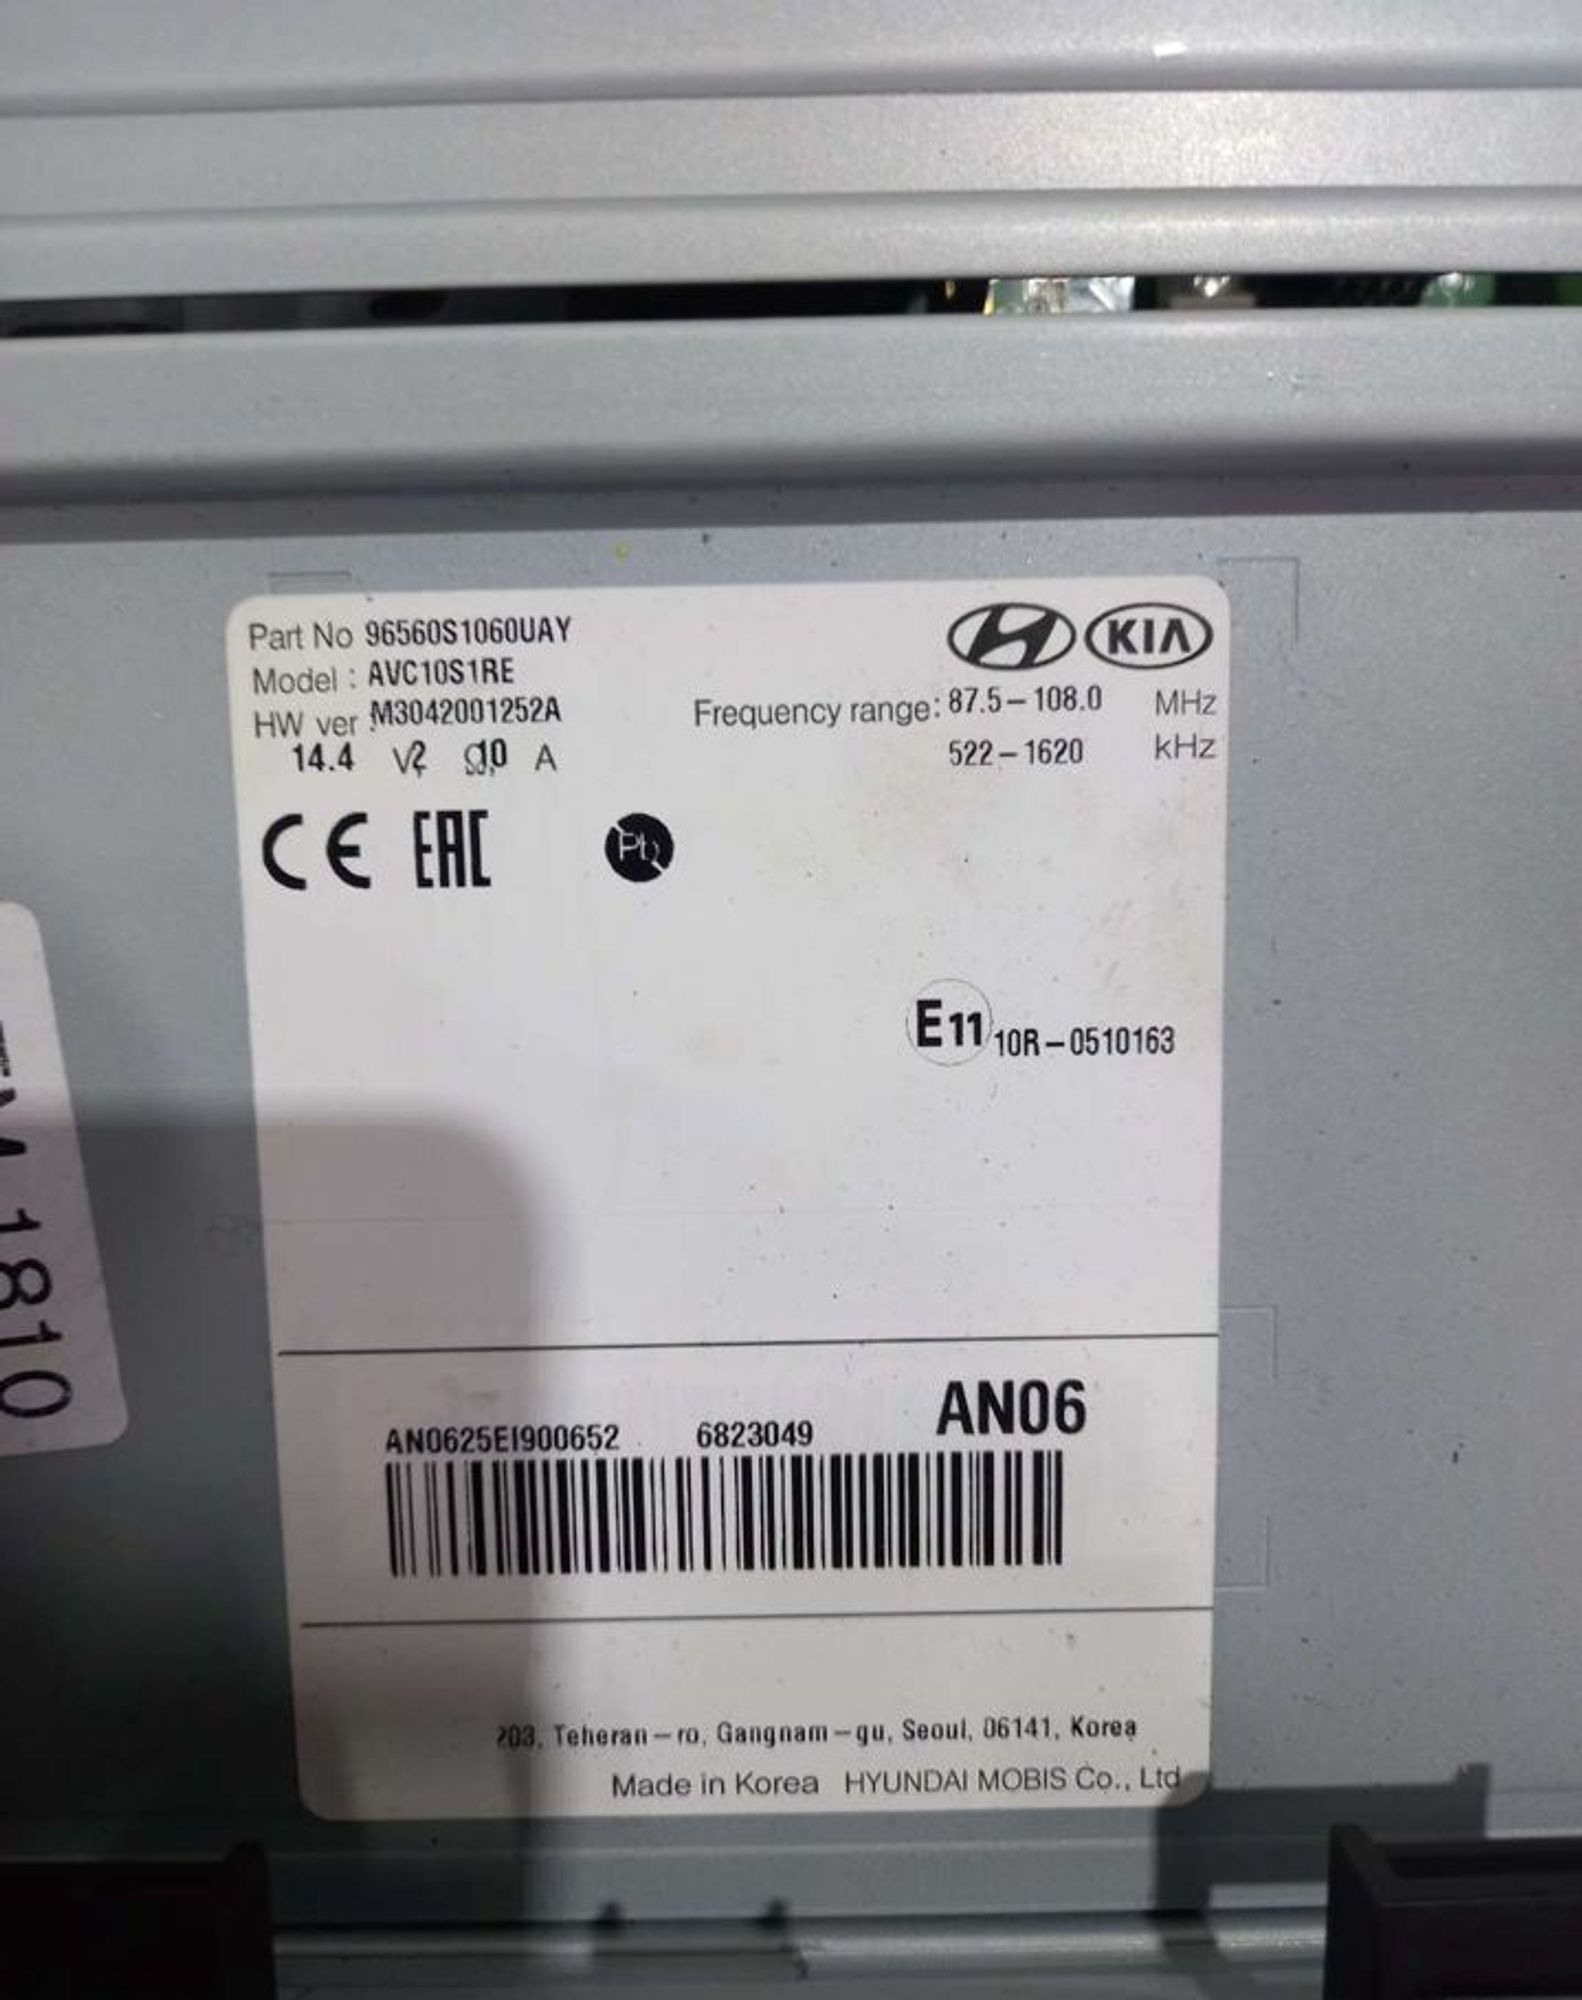 Part No 96560S1060UAY
Model : AVC10S1RE
HW ver : M3042001252A
14.4 V 10 A
HYUNDAI KIA
Frequency range: 87.5-108.0 MHz
522-1620 kHz
CE EAC Pb
E11 10R-0510163
1810
AN06
AN0625EI900652 6823049
203, Teheran-ro, Gangnam-gu, Seoul, 06141, Korea
Made in Korea HYUNDAI MOBIS Co., Ltd